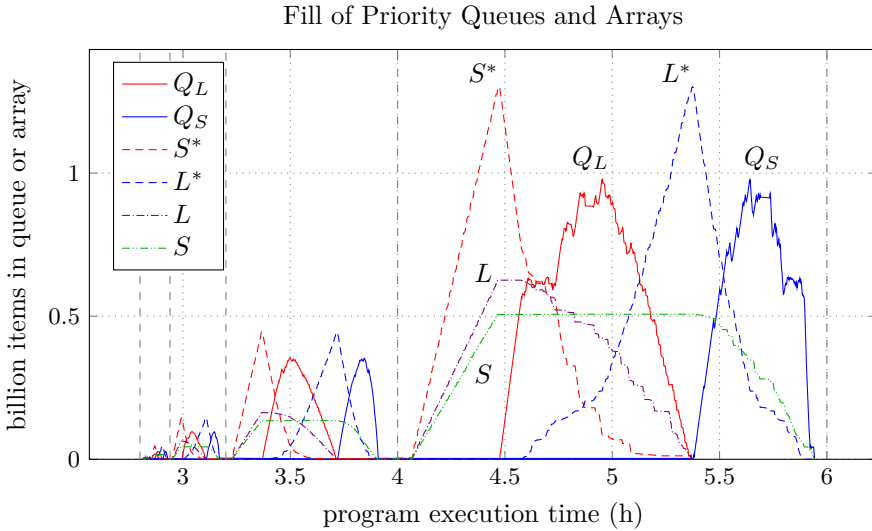 Fill of Priority Queues and Arrays
billion items in queue or array
Q_L
Q_S
S*
L*
L
S
S*
L*
Q_L
Q_S
L
S
1
0.5
0
3
3.5
4
4.5
5
5.5
6
program execution time (h)